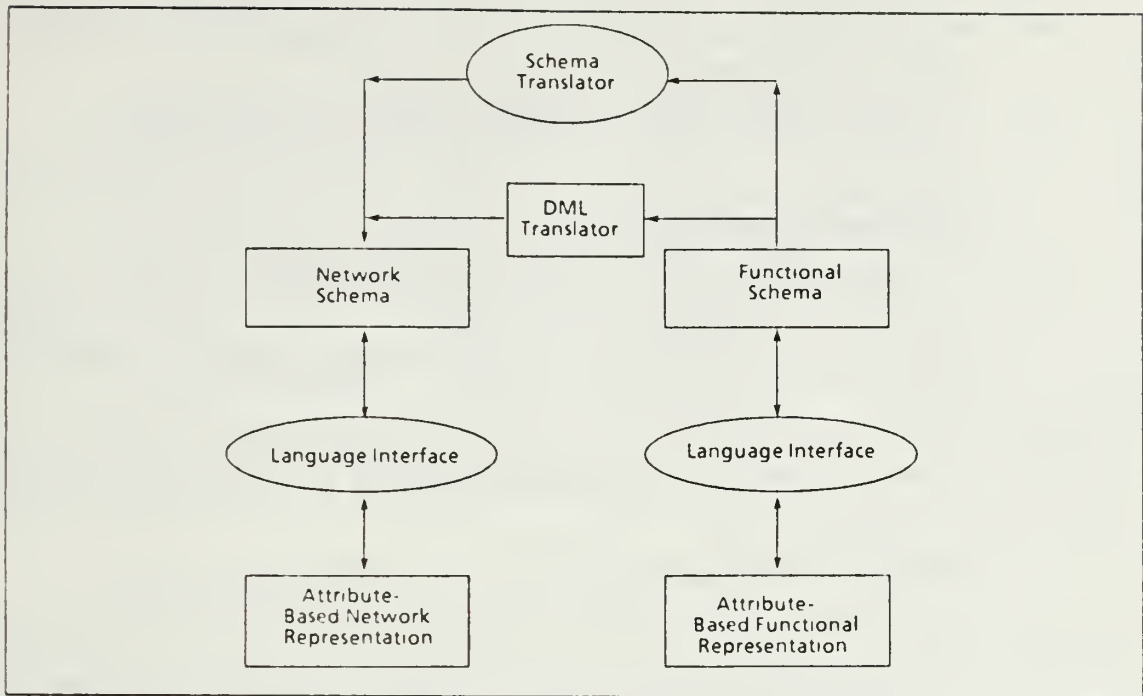 Schema
Translator
DML
Translator
Network
Schema
Functional
Schema
Language Interface
Language Interface
Attribute-
Based Network
Representation
Attribute-
Based Functional
Representation